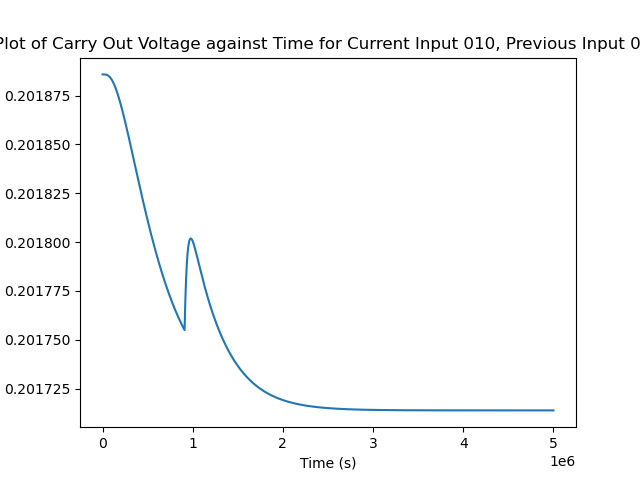 Plot of Carry Out Voltage against Time for Current Input 010, Previous Input 0
0.201875
0.201850
0.201825
0.201800
0.201775
0.201750
0.201725
0 1 2 3 4 5
1e6
Time (s)